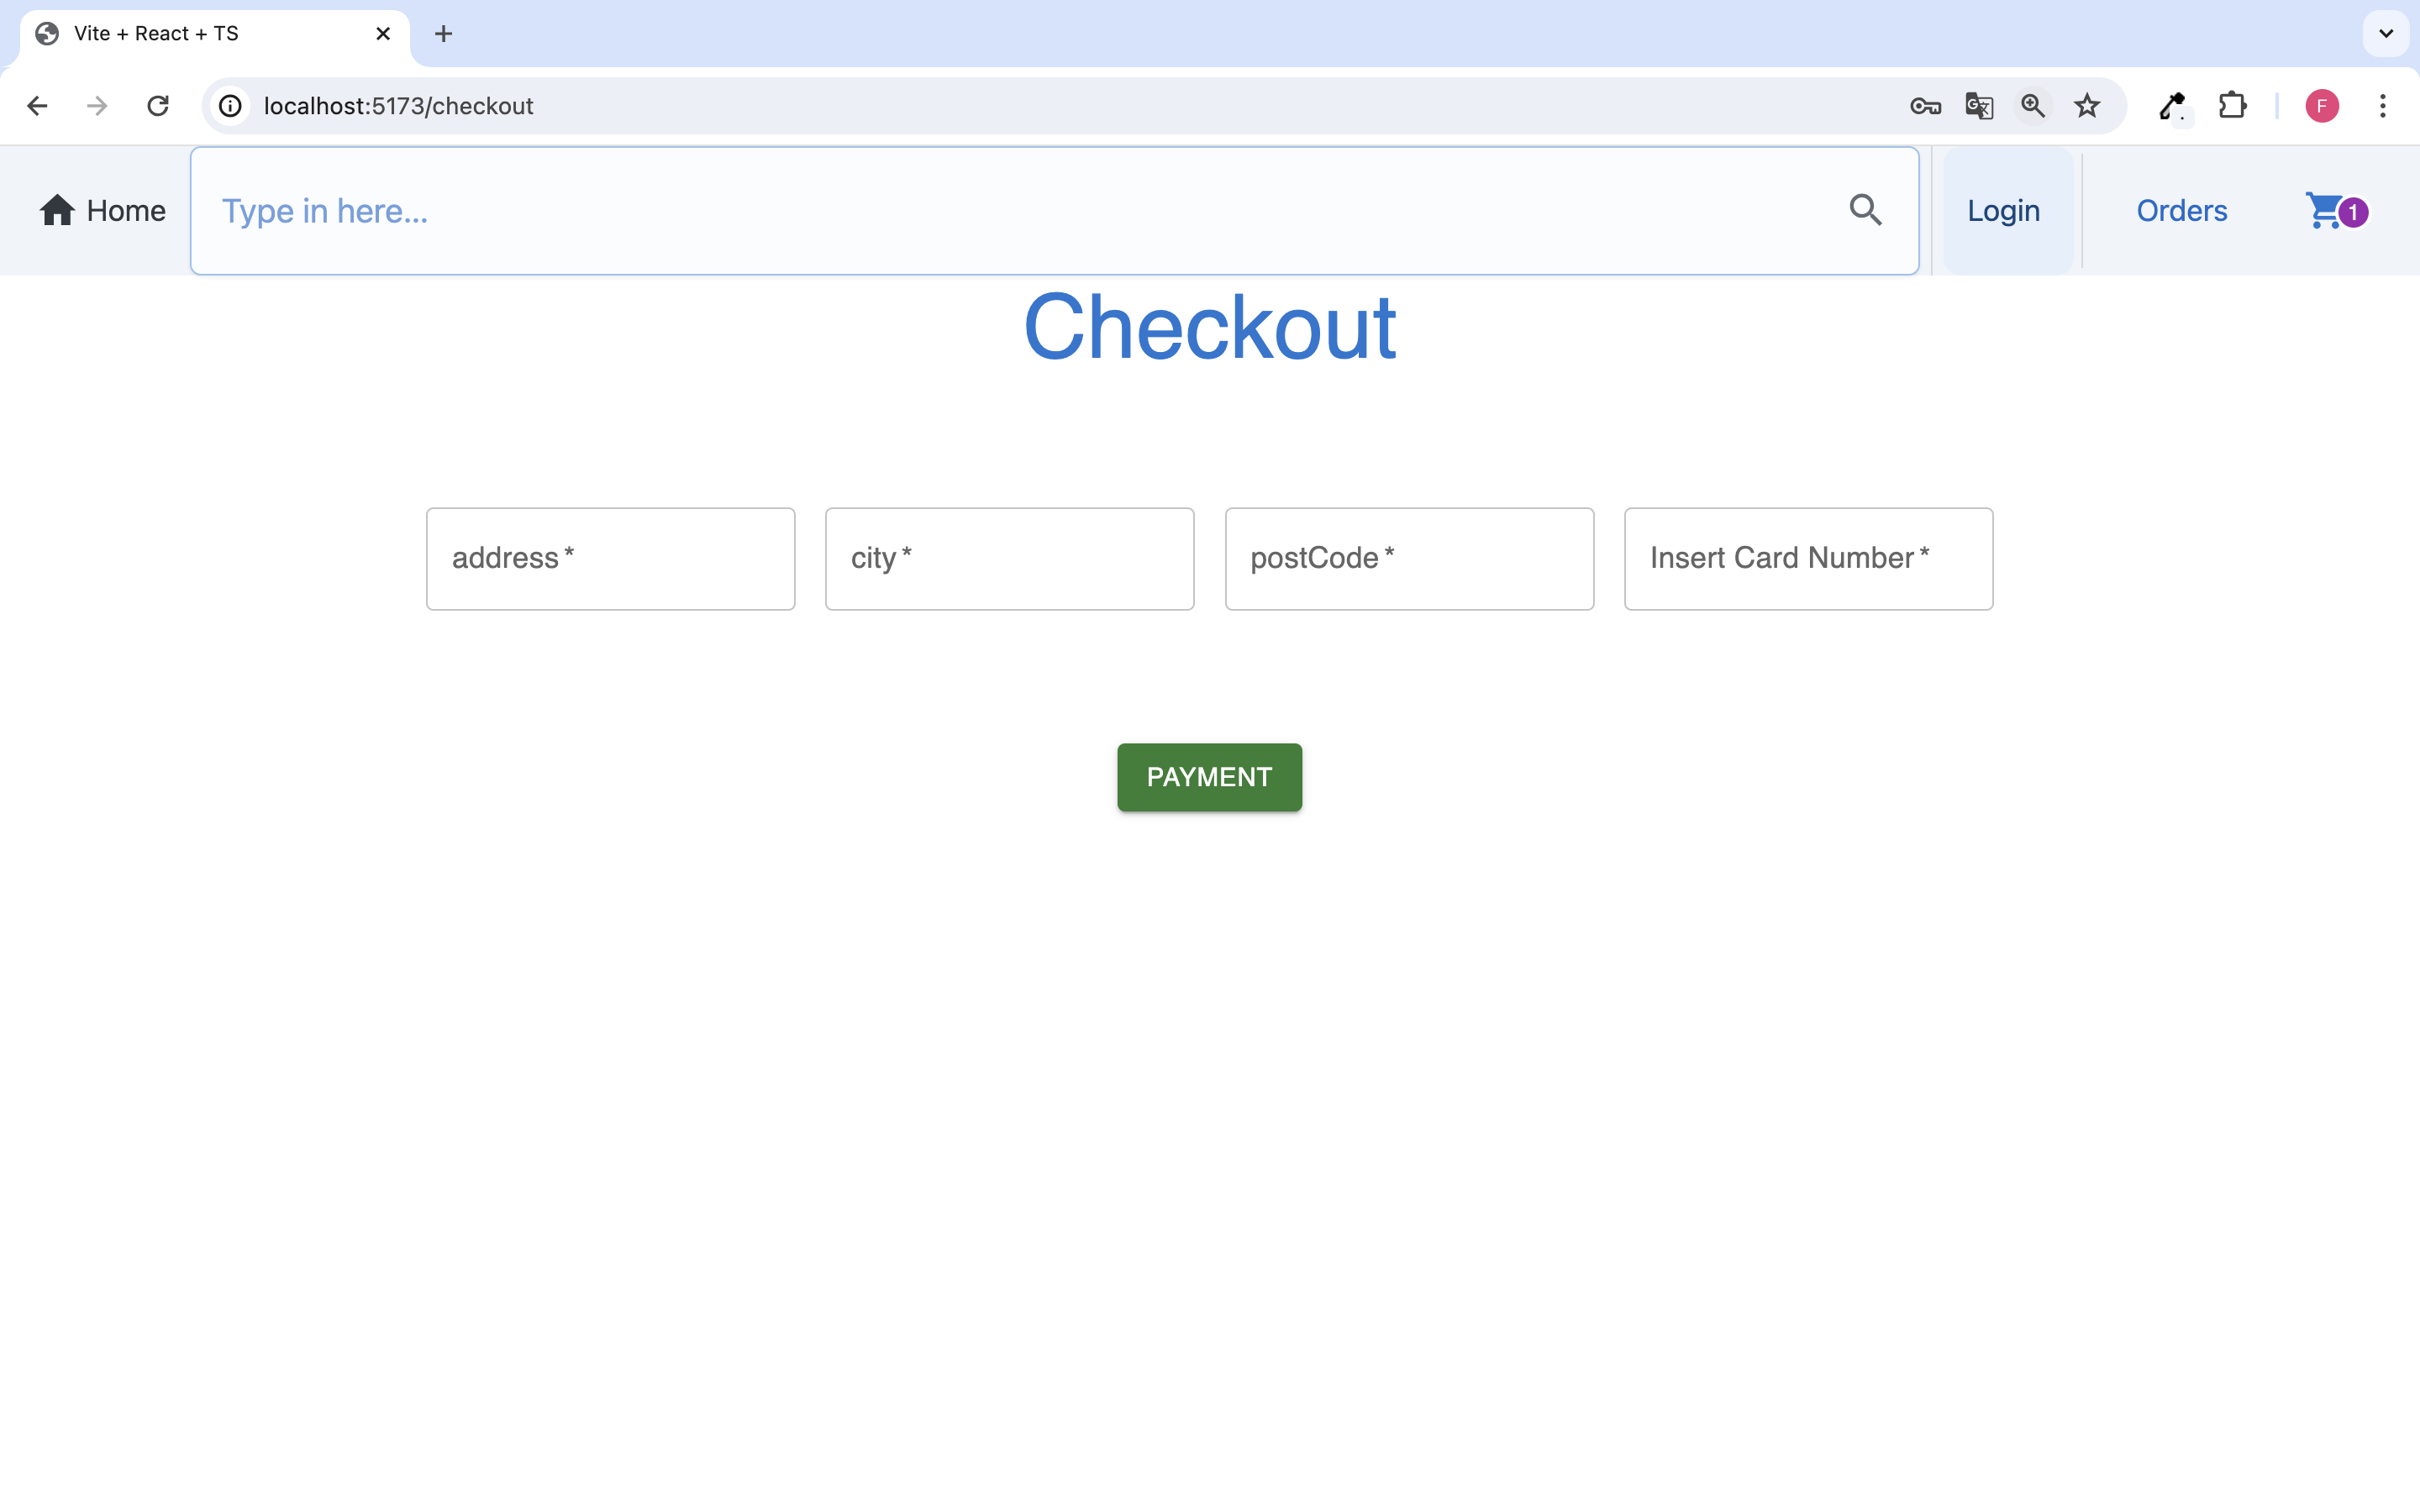 Vite + React + TS
localhost:5173/checkout
F
Home
Type in here...
Login
Orders
1
Checkout
address *
city *
postCode *
Insert Card Number *
PAYMENT